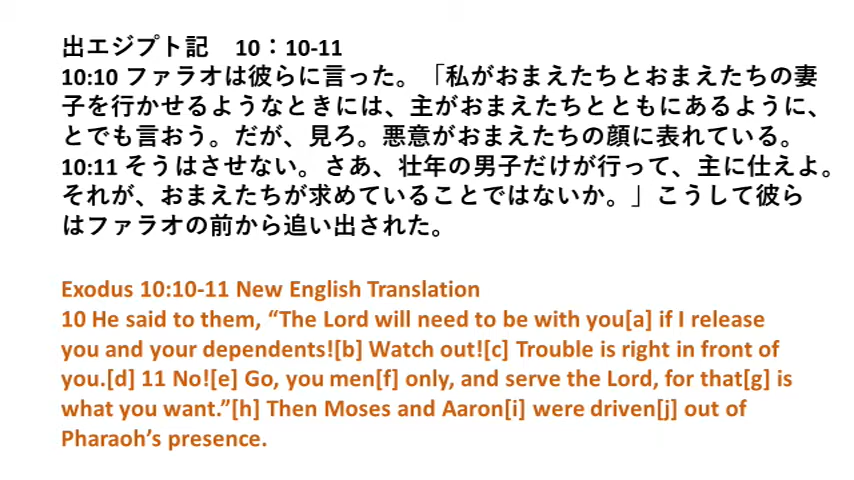 出エジプト記　10：10-11
10:10 ファラオは彼らに言った。「私がおまえたちとおまえたちの妻
子を行かせるようなときには、主がおまえたちとともにあるように、
とでも言おう。だが、見ろ。悪意がおまえたちの顔に表れている。
10:11 そうはさせない。さあ、壮年の男子だけが行って、主に仕えよ。
それが、おまえたちが求めていることではないか。」こうして彼ら
はファラオの前から追い出された。
Exodus 10:10-11 New English Translation
10 He said to them, “The Lord will need to be with you[a] if I release
you and your dependents![b] Watch out![c] Trouble is right in front of
you.[d] 11 No![e] Go, you men[f] only, and serve the Lord, for that[g] is
what you want.”[h] Then Moses and Aaron[i] were driven[j] out of
Pharaoh’s presence.